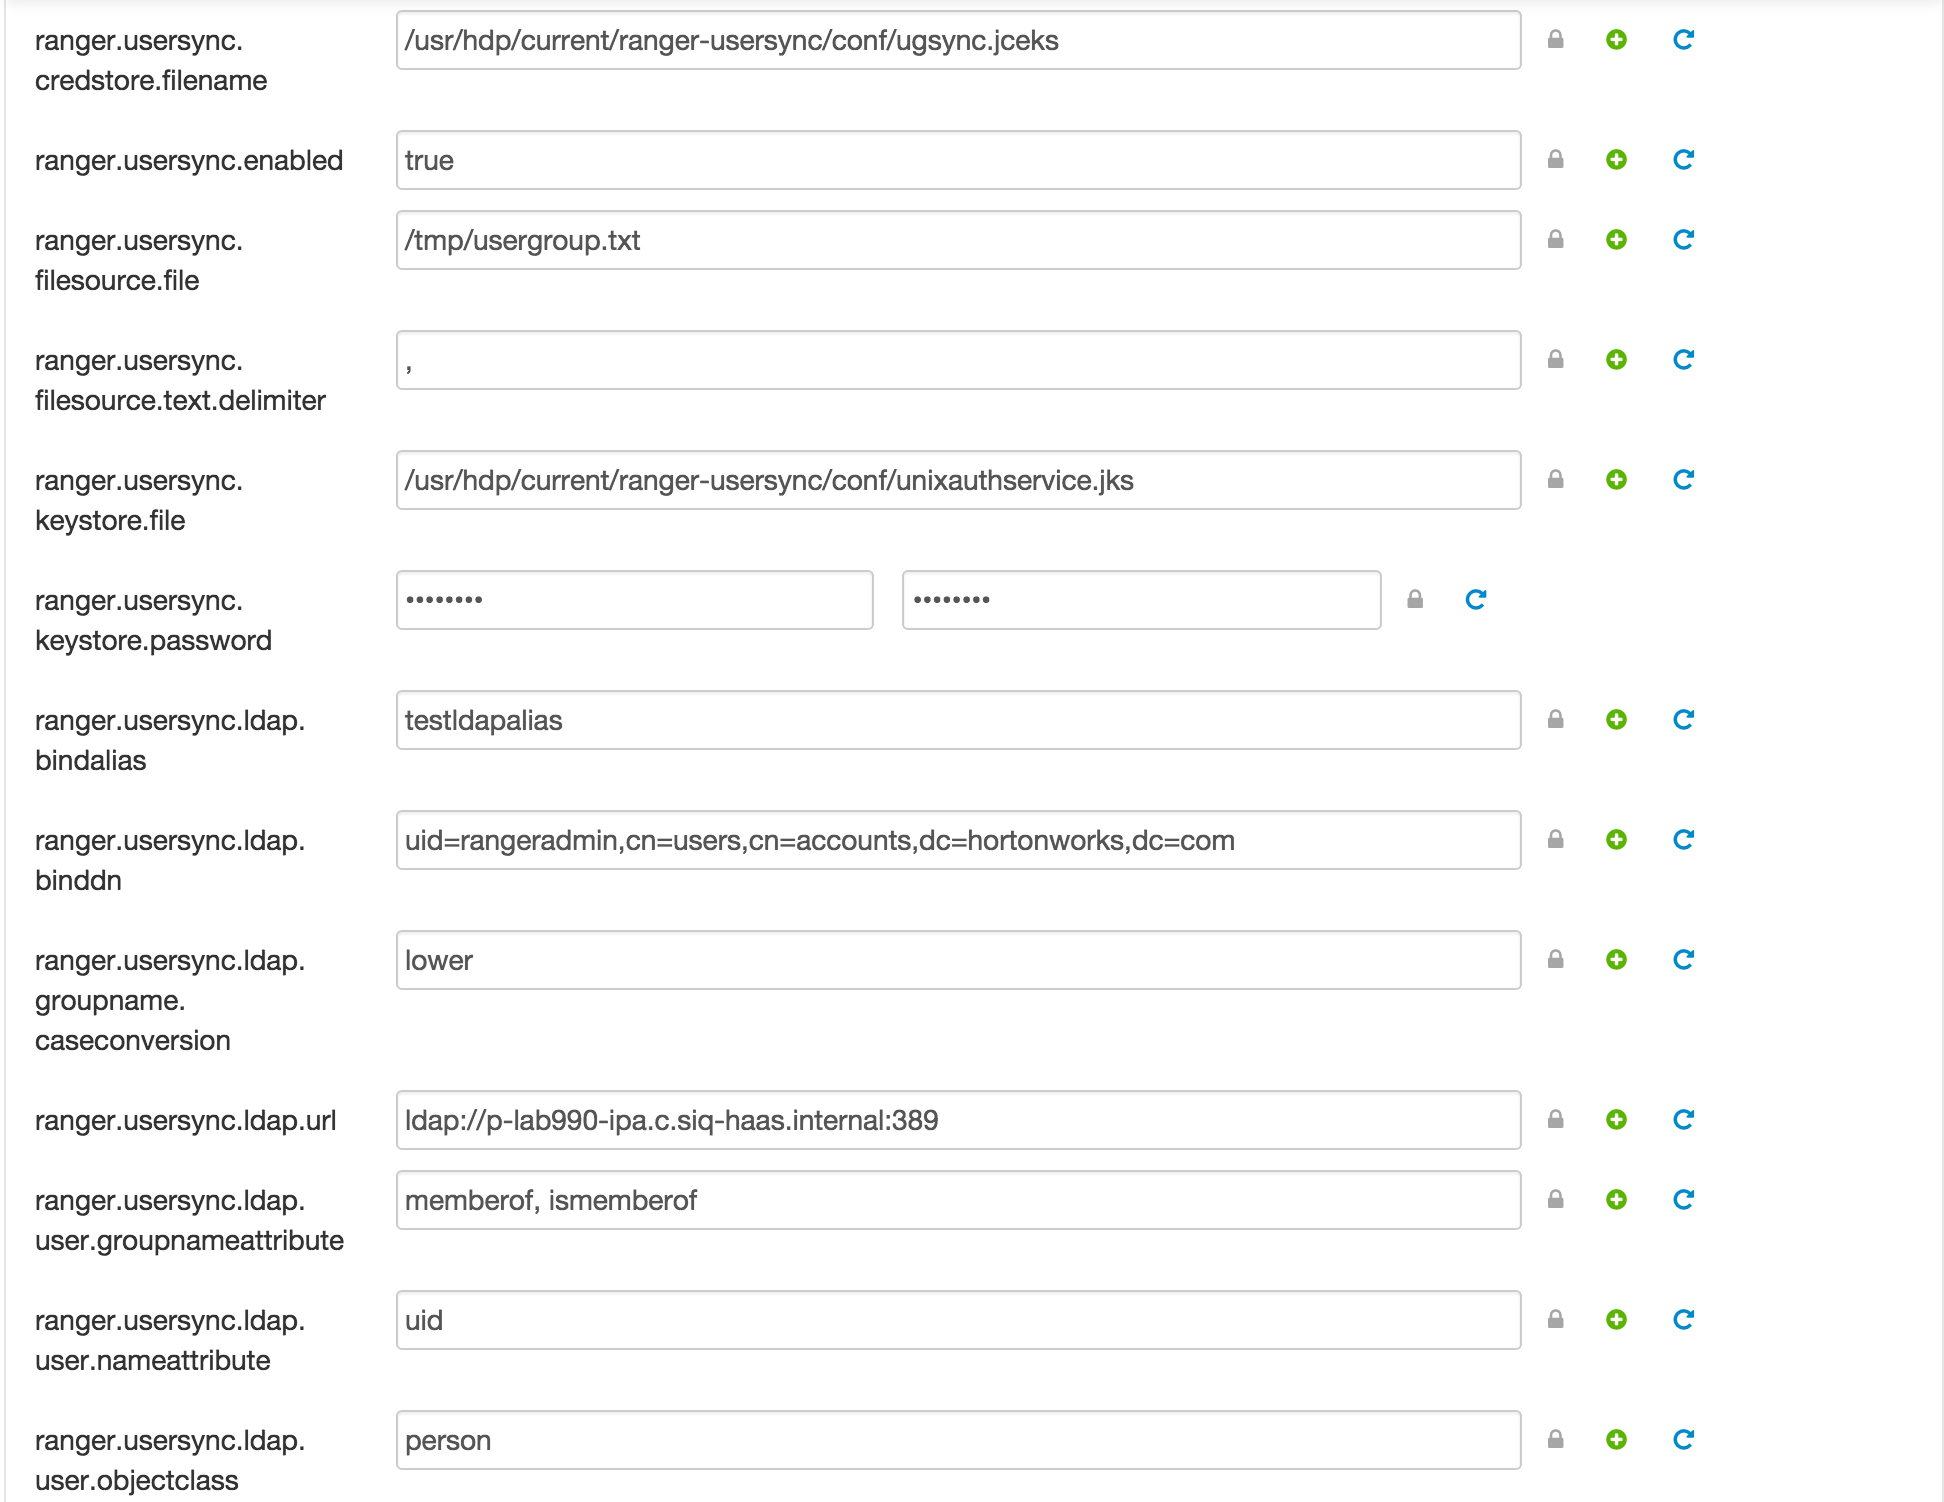 ranger.usersync.
credstore.filename
/usr/hdp/current/ranger-usersync/conf/ugsync.jceks
ranger.usersync.enabled
true
ranger.usersync.
filesource.file
/tmp/usergroup.txt
ranger.usersync.
filesource.text.delimiter
,
ranger.usersync.
keystore.file
/usr/hdp/current/ranger-usersync/conf/unixauthservice.jks
ranger.usersync.
keystore.password
•••••••• ••••••••
ranger.usersync.ldap.
bindalias
testldapalias
ranger.usersync.ldap.
binddn
uid=rangeradmin,cn=users,cn=accounts,dc=hortonworks,dc=com
ranger.usersync.ldap.
groupname.
caseconversion
lower
ranger.usersync.ldap.url
ldap://p-lab990-ipa.c.siq-haas.internal:389
ranger.usersync.ldap.
user.groupnameattribute
memberof, ismemberof
ranger.usersync.ldap.
user.nameattribute
uid
ranger.usersync.ldap.
user.objectclass
person